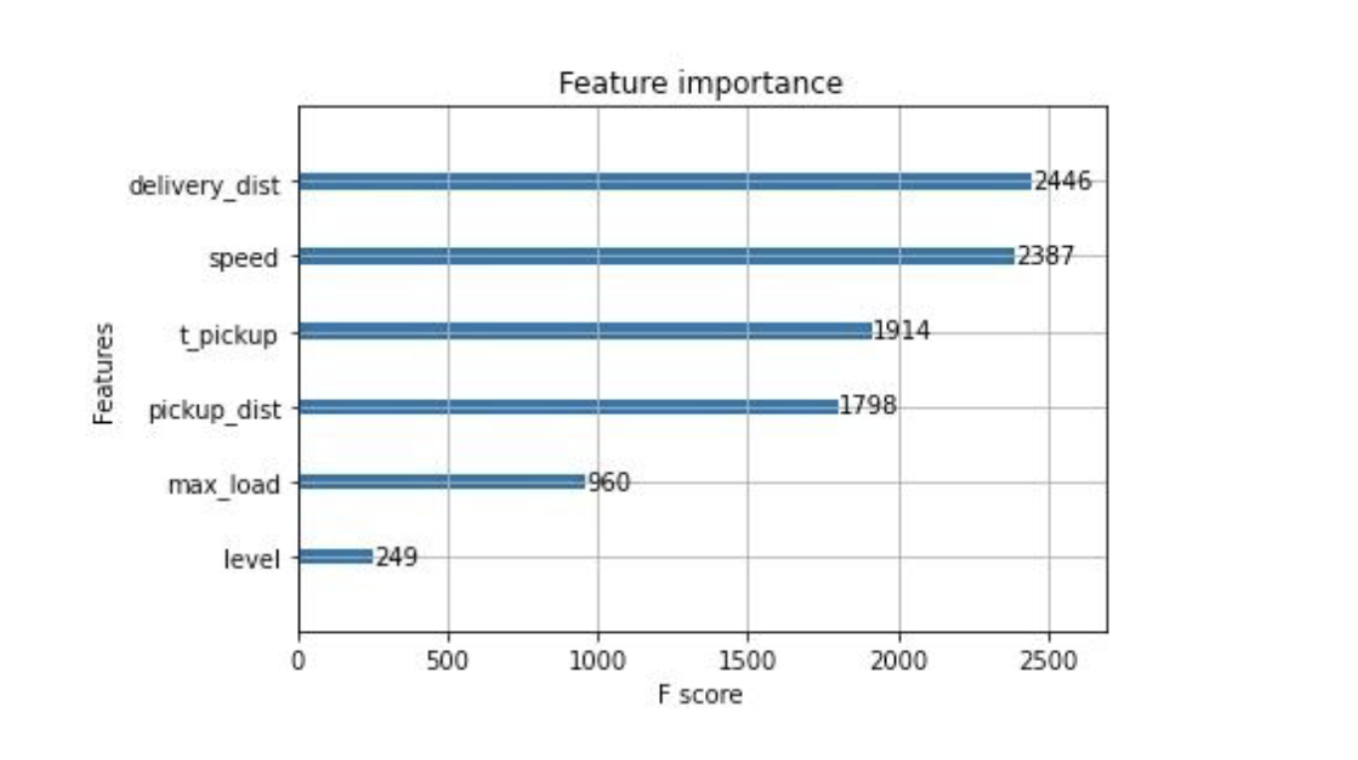 Feature importance
delivery_dist 2446
speed 2387
t_pickup 1914
pickup_dist 1798
max_load 960
level 249
Features
0 500 1000 1500 2000 2500
F score